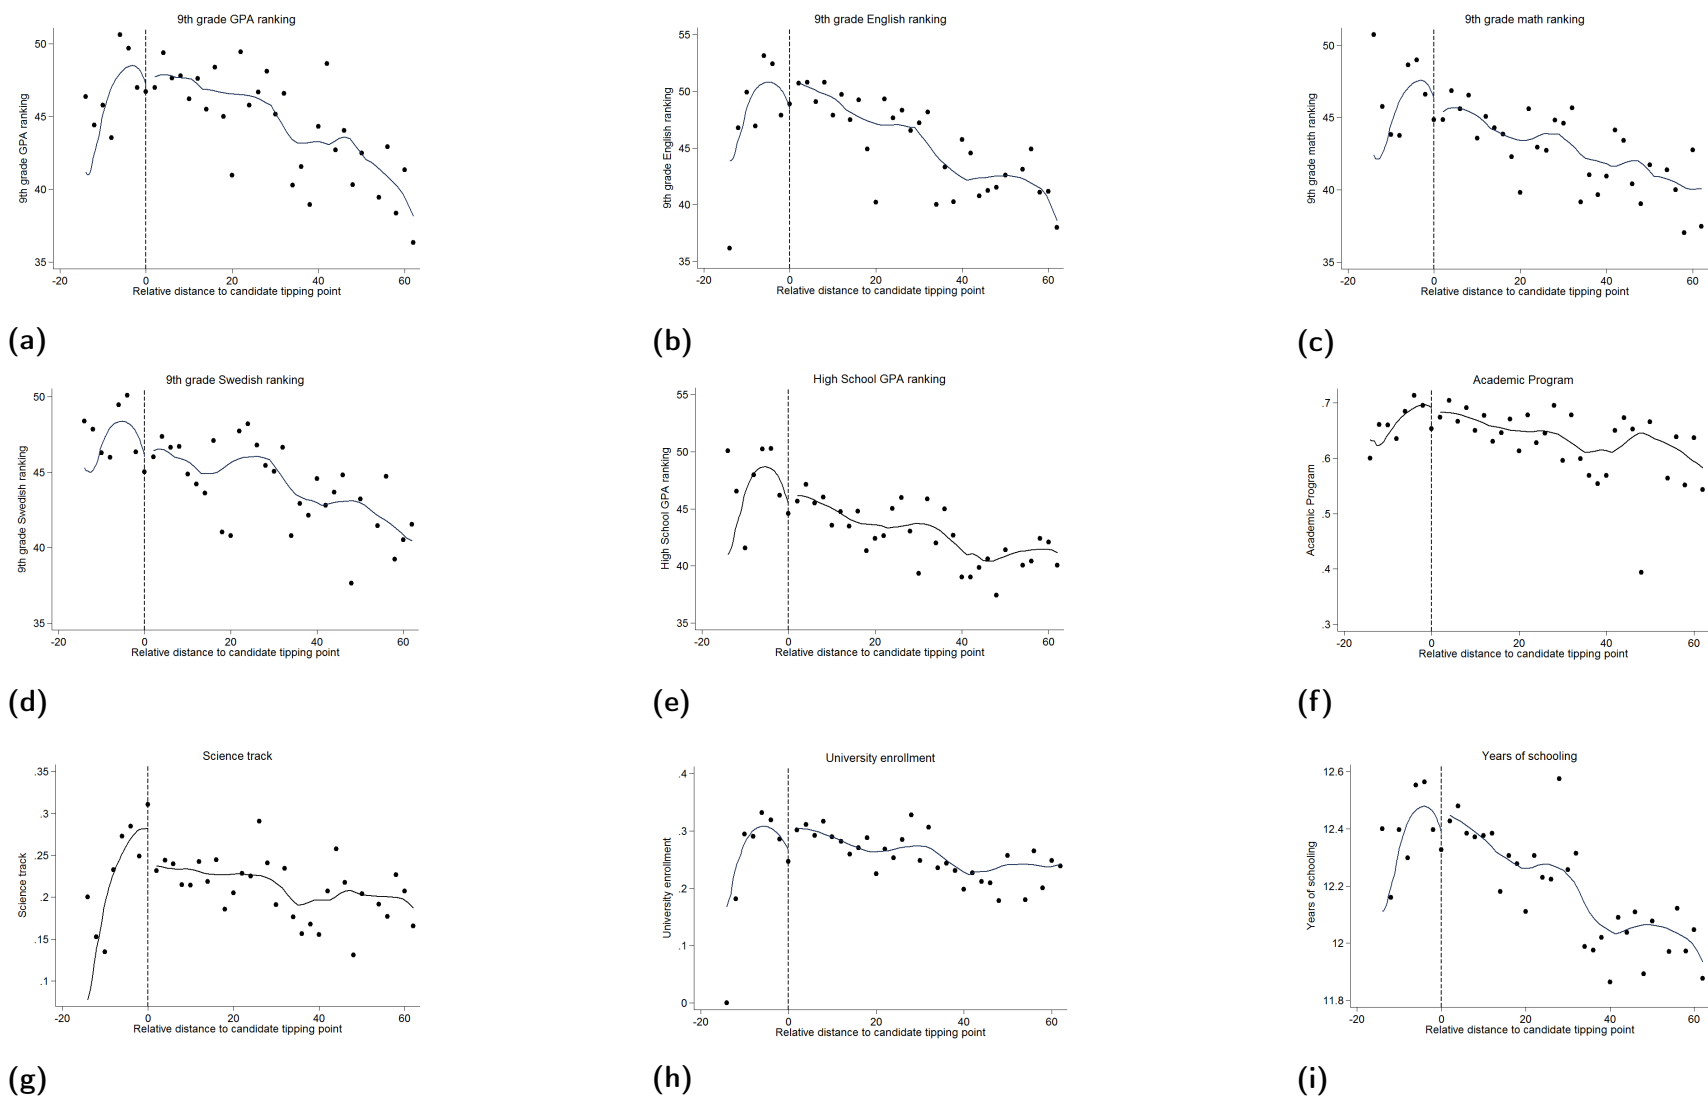 9th grade GPA ranking
50
45
40
35
9th grade GPA ranking
-20 0 20 40 60
Relative distance to candidate tipping point
(a)
9th grade English ranking
55
50
45
40
35
9th grade English ranking
-20 0 20 40 60
Relative distance to candidate tipping point
(b)
9th grade math ranking
50
45
40
35
9th grade math ranking
-20 0 20 40 60
Relative distance to candidate tipping point
(c)
9th grade Swedish ranking
50
45
40
35
9th grade Swedish ranking
-20 0 20 40 60
Relative distance to candidate tipping point
(d)
High School GPA ranking
55
50
45
40
35
High School GPA ranking
-20 0 20 40 60
Relative distance to candidate tipping point
(e)
Academic Program
.7
.6
.5
.4
.3
Academic Program
-20 0 20 40 60
Relative distance to candidate tipping point
(f)
Science track
.35
.3
.25
.2
.15
.1
Science track
-20 0 20 40 60
Relative distance to candidate tipping point
(g)
University enrollment
.4
.3
.2
.1
0
University enrollment
-20 0 20 40 60
Relative distance to candidate tipping point
(h)
Years of schooling
12.6
12.4
12.2
12
11.8
Years of schooling
-20 0 20 40 60
Relative distance to candidate tipping point
(i)